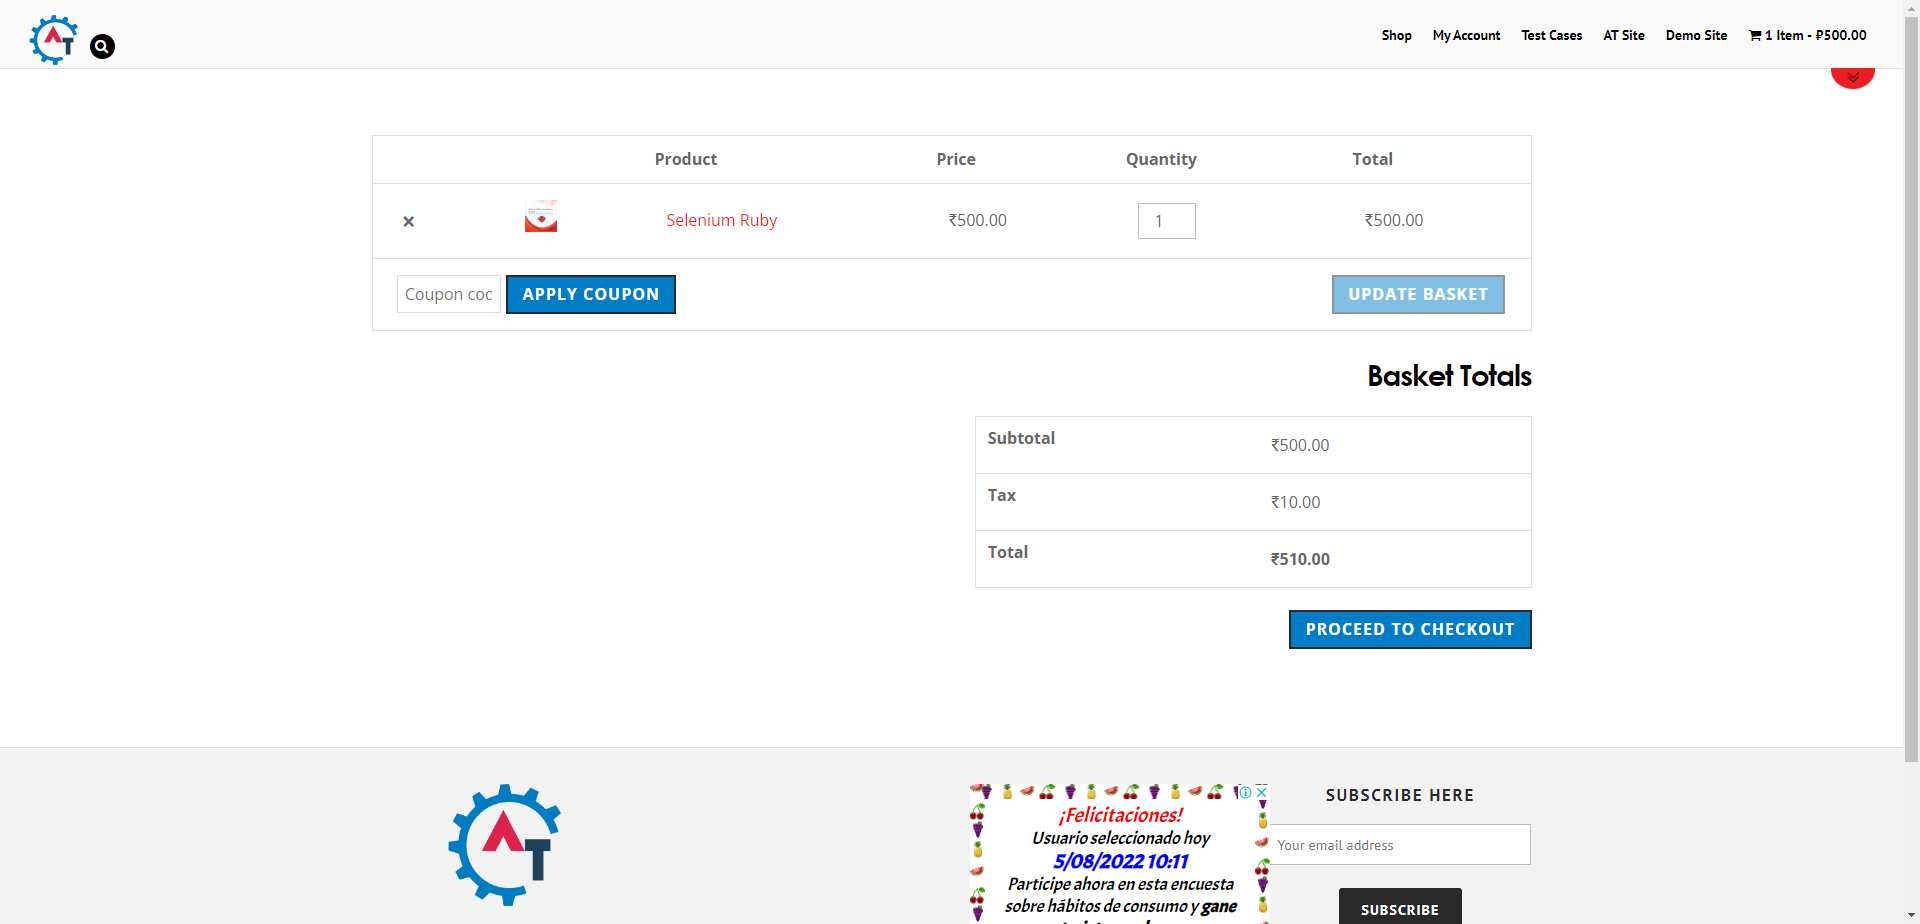 AT
Shop My Account Test Cases AT Site Demo Site 1 Item - ₽500.00
Product Price Quantity Total
× Selenium Ruby ₹500.00 1 ₹500.00
Coupon coc APPLY COUPON UPDATE BASKET
Basket Totals
Subtotal ₹500.00
Tax ₹10.00
Total ₹510.00
PROCEED TO CHECKOUT
AT
¡Felicitaciones!
Usuario seleccionado hoy
5/08/2022 10:11
Participe ahora en esta encuesta
sobre hábitos de consumo y gane
SUBSCRIBE HERE
Your email address
SUBSCRIBE